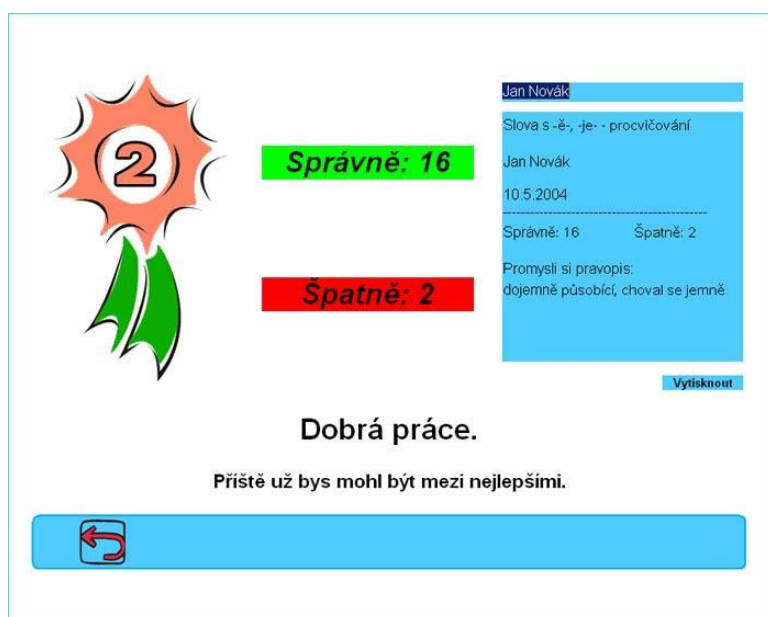 2
Správně: 16
Špatně: 2
Jan Novák
Slova s -ě-, -je- - procvičování
Jan Novák
10.5.2004
--------------------------------------------
Správně: 16 Špatně: 2
Promysli si pravopis:
dojemně působící, choval se jemně
Vytisknout
Dobrá práce.
Příště už bys mohl být mezi nejlepšími.